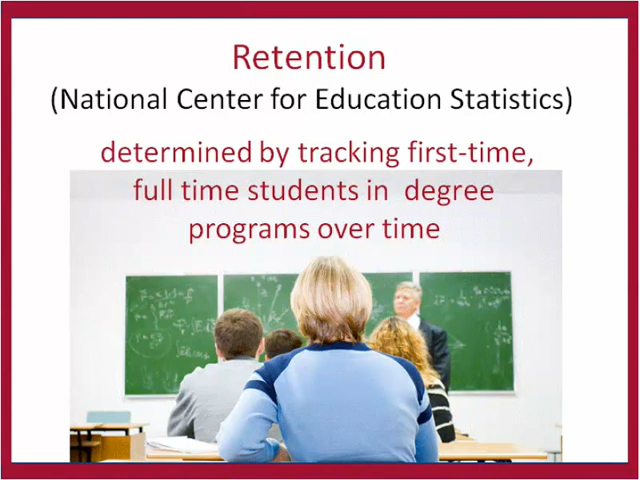 Retention
(National Center for Education Statistics)
determined by tracking first-time,
full time students in degree
programs over time